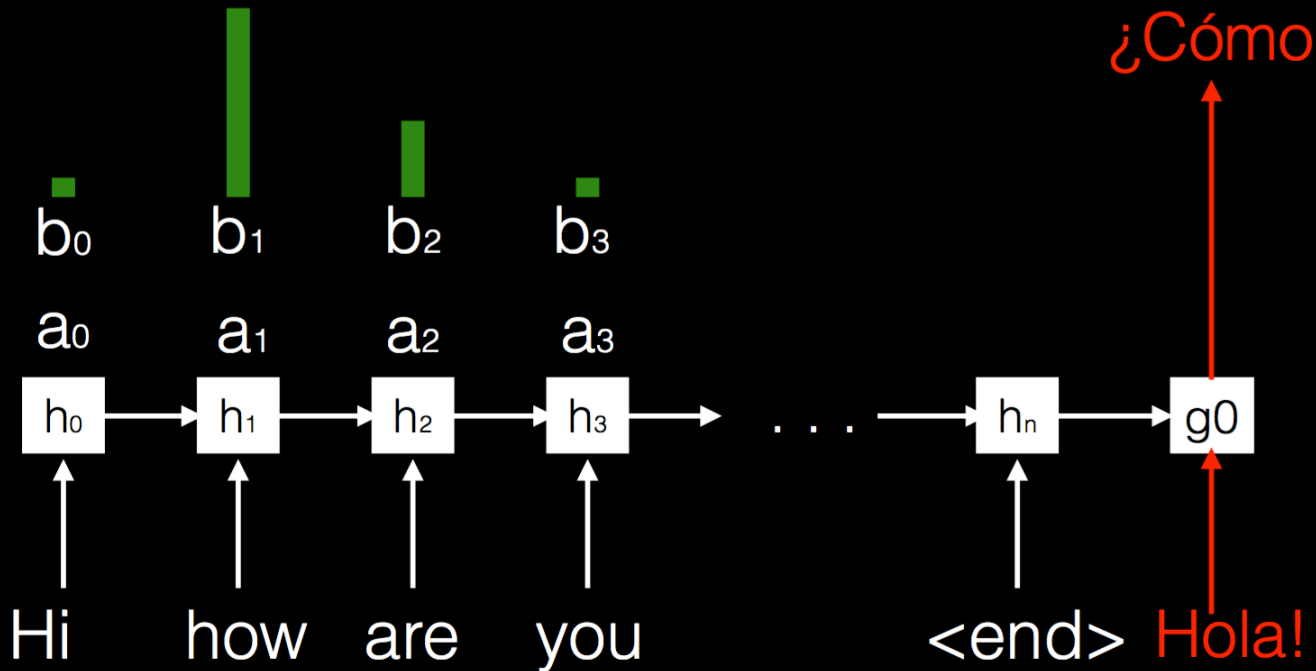 ¿Cómo
b₀ b₁ b₂ b₃
a₀ a₁ a₂ a₃
h₀ h₁ h₂ h₃ . . . hₙ g0
Hi how are you <end> Hola!